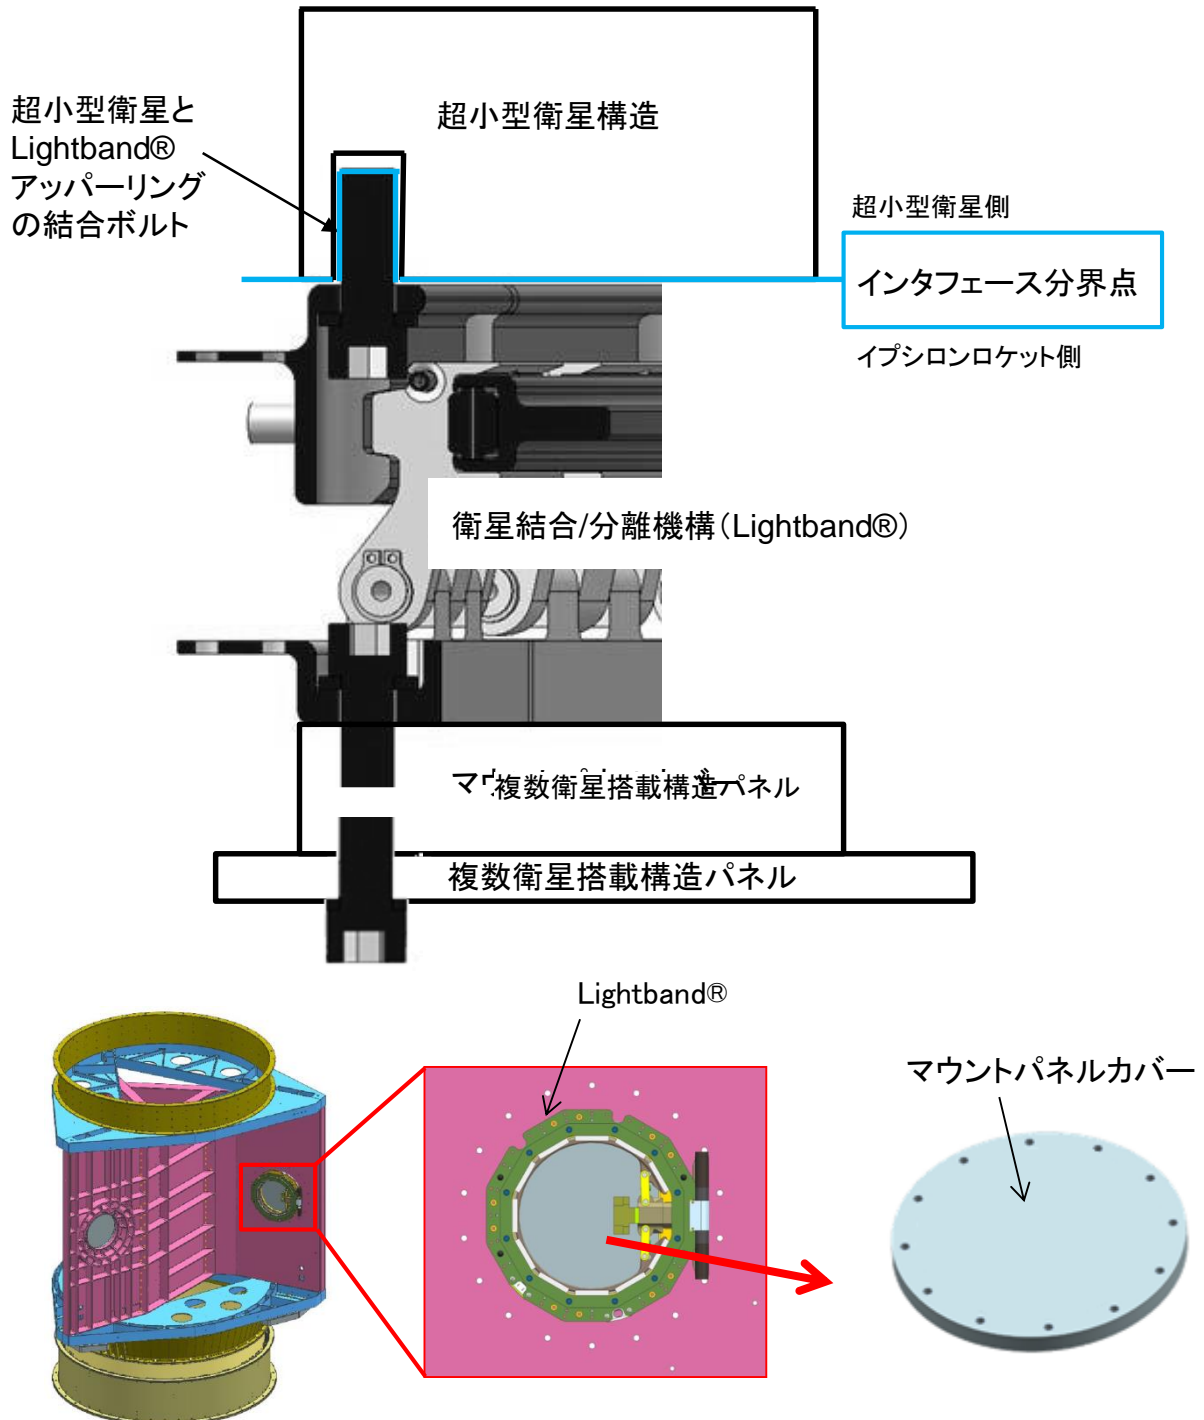 超小型衛星と
Lightband®
アッパーリング
の結合ボルト
超小型衛星構造
超小型衛星側
インタフェース分界点
イプシロンロケット側
衛星結合/分離機構（Lightband®）
複数衛星搭載構造パネル
複数衛星搭載構造パネル
Lightband®
マウントパネルカバー